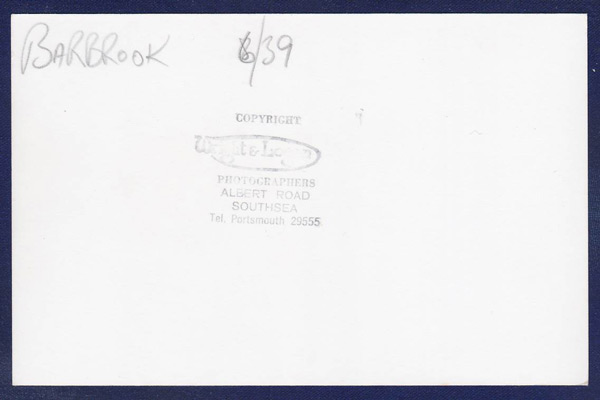 BARBROOK 6/39
COPYRIGHT
Wright & Logan
PHOTOGRAPHERS
ALBERT ROAD
SOUTHSEA
Tel. Portsmouth 29555